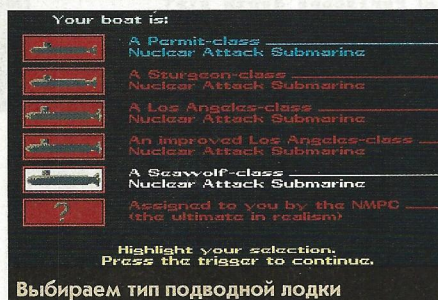 Your boat is:
A Permit-class
Nuclear Attack Submarine
A Sturgeon-class
Nuclear Attack Submarine
A Los Angeles-class
Nuclear Attack Submarine
An improved Los Angeles-class
Nuclear Attack Submarine
A Seawolf-class
Nuclear Attack Submarine
?
Assigned to you by the NMPC
(the ultimate in realism)
Highlight your selection.
Press the trigger to continue.
Выбираем тип подводной лодки